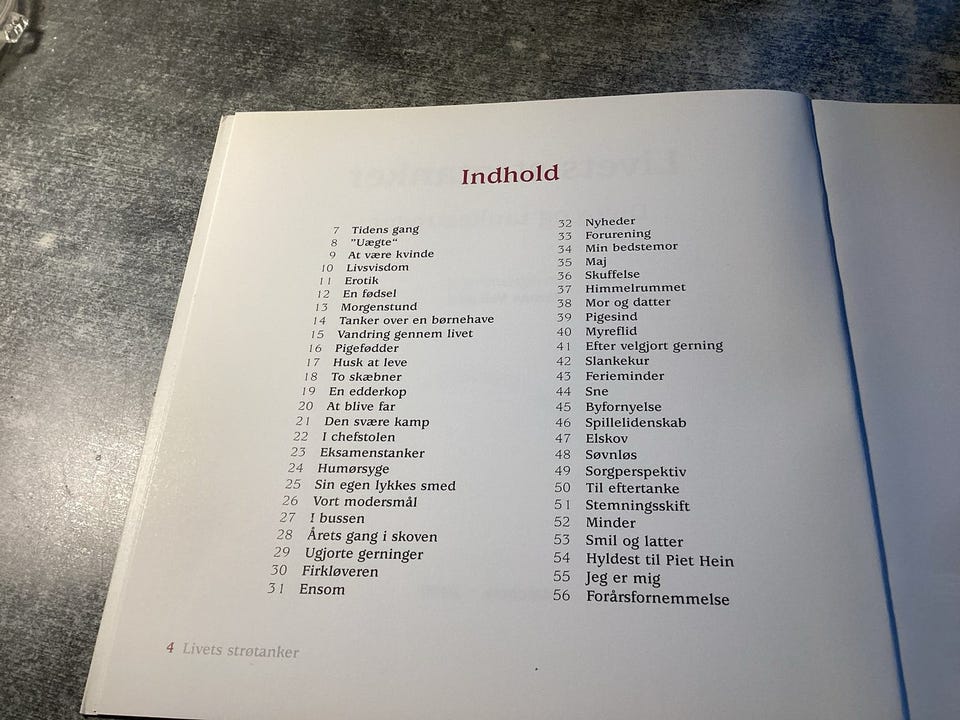 Indhold
7 Tidens gang
8 "Uægte“
9 At være kvinde
10 Livsvisdom
11 Erotik
12 En fødsel
13 Morgenstund
14 Tanker over en børnehave
15 Vandring gennem livet
16 Pigefødder
17 Husk at leve
18 To skæbner
19 En edderkop
20 At blive far
21 Den svære kamp
22 I chefstolen
23 Eksamenstanker
24 Humørsyge
25 Sin egen lykkes smed
26 Vort modersmål
27 I bussen
28 Årets gang i skoven
29 Ugjorte gerninger
30 Firkløveren
31 Ensom
32 Nyheder
33 Forurening
34 Min bedstemor
35 Maj
36 Skuffelse
37 Himmelrummet
38 Mor og datter
39 Pigesind
40 Myreflid
41 Efter velgjort gerning
42 Slankekur
43 Ferieminder
44 Sne
45 Byfornyelse
46 Spillelidenskab
47 Elskov
48 Søvnløs
49 Sorgperspektiv
50 Til eftertanke
51 Stemningsskift
52 Minder
53 Smil og latter
54 Hyldest til Piet Hein
55 Jeg er mig
56 Forårsfornemmelse
4 Livets strøtanker